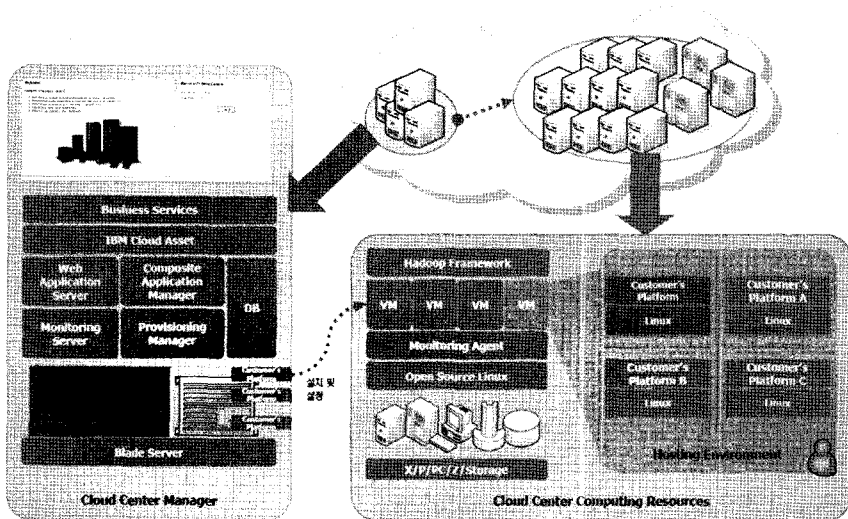 Business Services
IBM Cloud Asset
Web
Application
Server
Composite
Application
Manager
DB
Monitoring
Server
Provisioning
Manager
설치 및
설정
Blade Server
Cloud Center Manager
Hadoop Framework
VM VM VM VM
Monitoring Agent
Open Source Linux
X/P/PC/Z/Storage
Customer's
Platform
Linux
Customer's
Platform A
Linux
Customer's
Platform B
Linux
Customer's
Platform C
Linux
Hosting Environment
Cloud Center Computing Resources